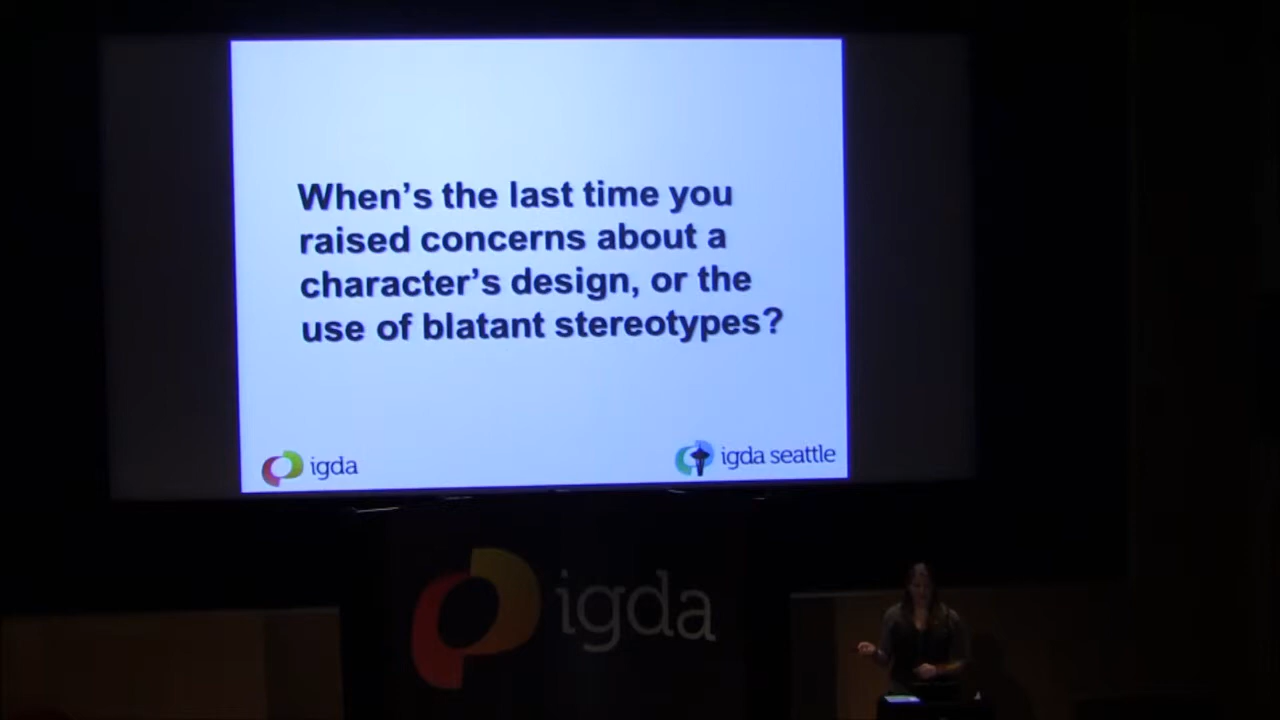 When's the last time you
raised concerns about a
character's design, or the
use of blatant stereotypes?
igda
igda seattle
igda